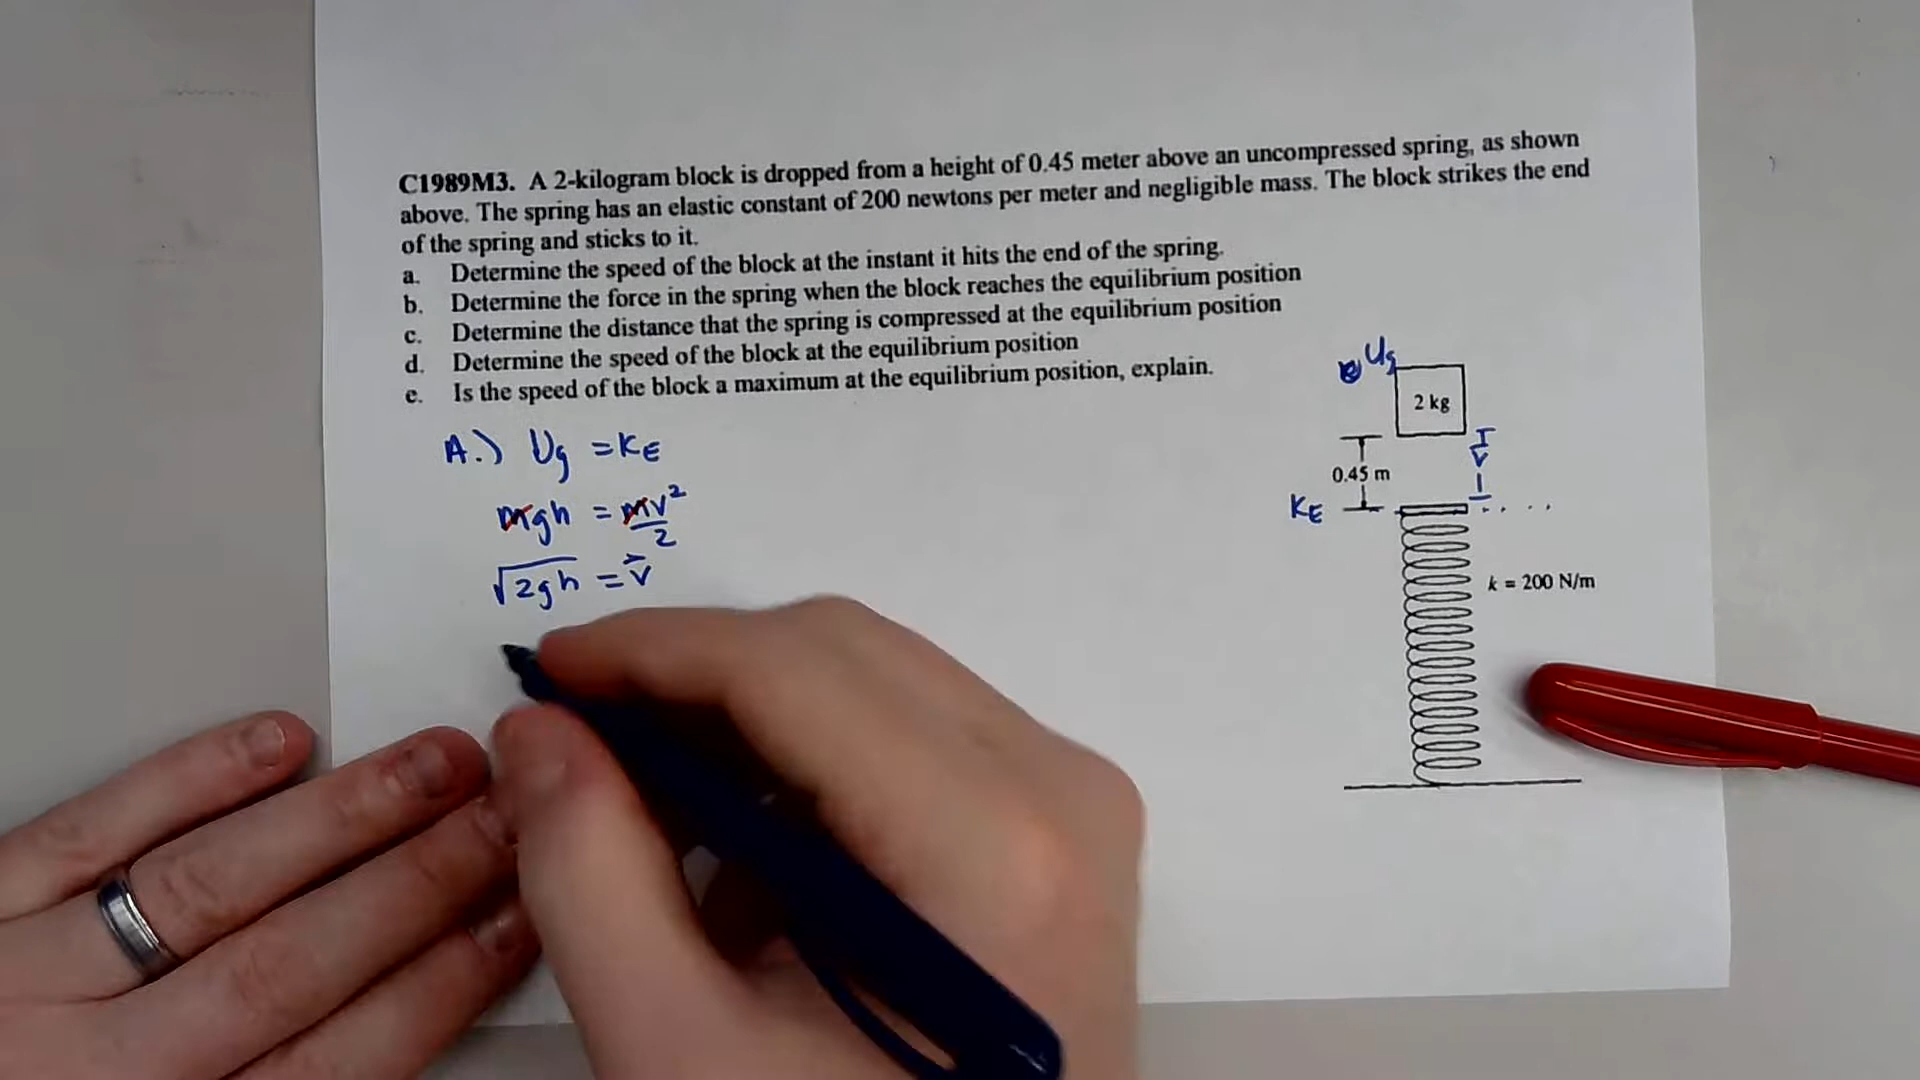 C1989M3. A 2-kilogram block is dropped from a height of 0.45 meter above an uncompressed spring, as shown
above. The spring has an elastic constant of 200 newtons per meter and negligible mass. The block strikes the end
of the spring and sticks to it.
a. Determine the speed of the block at the instant it hits the end of the spring.
b. Determine the force in the spring when the block reaches the equilibrium position
c. Determine the distance that the spring is compressed at the equilibrium position
d. Determine the speed of the block at the equilibrium position
e. Is the speed of the block a maximum at the equilibrium position, explain.
Ug
2 kg
0.45 m
KE
k = 200 N/m
A.) Ug = KE
mgh = mv²/2
√2gh = v⃗